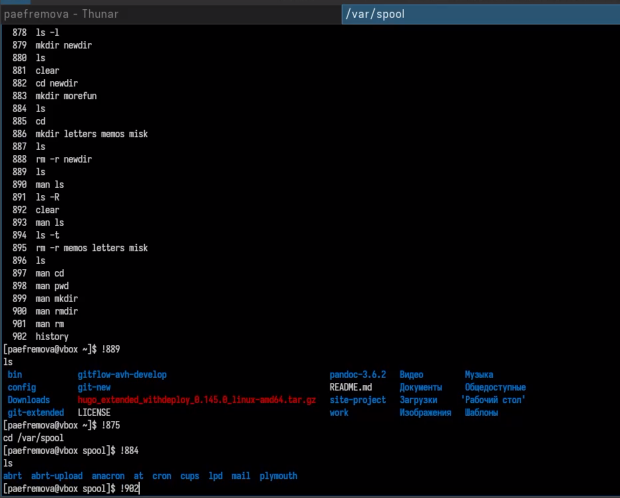 paefremova - Thunar
/var/spool
878 ls -l
879 mkdir newdir
880 ls
881 clear
882 cd newdir
883 mkdir morefun
884 ls
885 cd
886 mkdir letters memos misk
887 ls
888 rm -r newdir
889 ls
890 man ls
891 ls -R
892 clear
893 man ls
894 ls -t
895 rm -r memos letters misk
896 ls
897 man cd
898 man pwd
899 man mkdir
900 man rmdir
901 man rm
902 history
[paefremova@vbox ~]$ !889
ls
bin gitflow-avh-develop pandoc-3.6.2 Видео Музыка
config git-new README.md Документы Общедоступные
Downloads hugo_extended_withdeploy_0.145.0_linux-amd64.tar.gz site-project Загрузки 'Рабочий стол'
git-extended LICENSE work Изображения Шаблоны
[paefremova@vbox ~]$ !875
cd /var/spool
[paefremova@vbox spool]$ !884
ls
abrt abrt-upload anacron at cron cups lpd mail plymouth
[paefremova@vbox spool]$ !902